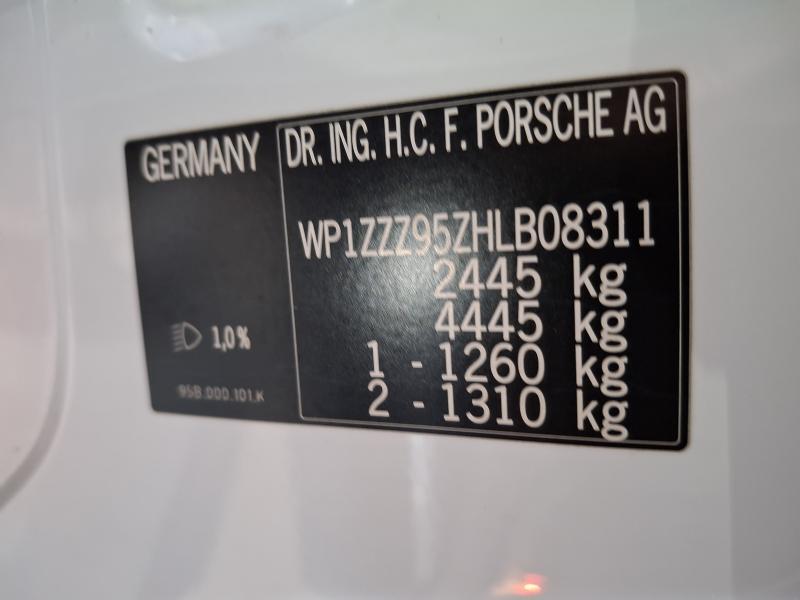 GERMANY
DR. ING. H.C. F. PORSCHE AG
WP1ZZZ95ZHLB08311
2445 kg
4445 kg
1 - 1260 kg
2 - 1310 kg
1,0%
95B.000.101.K